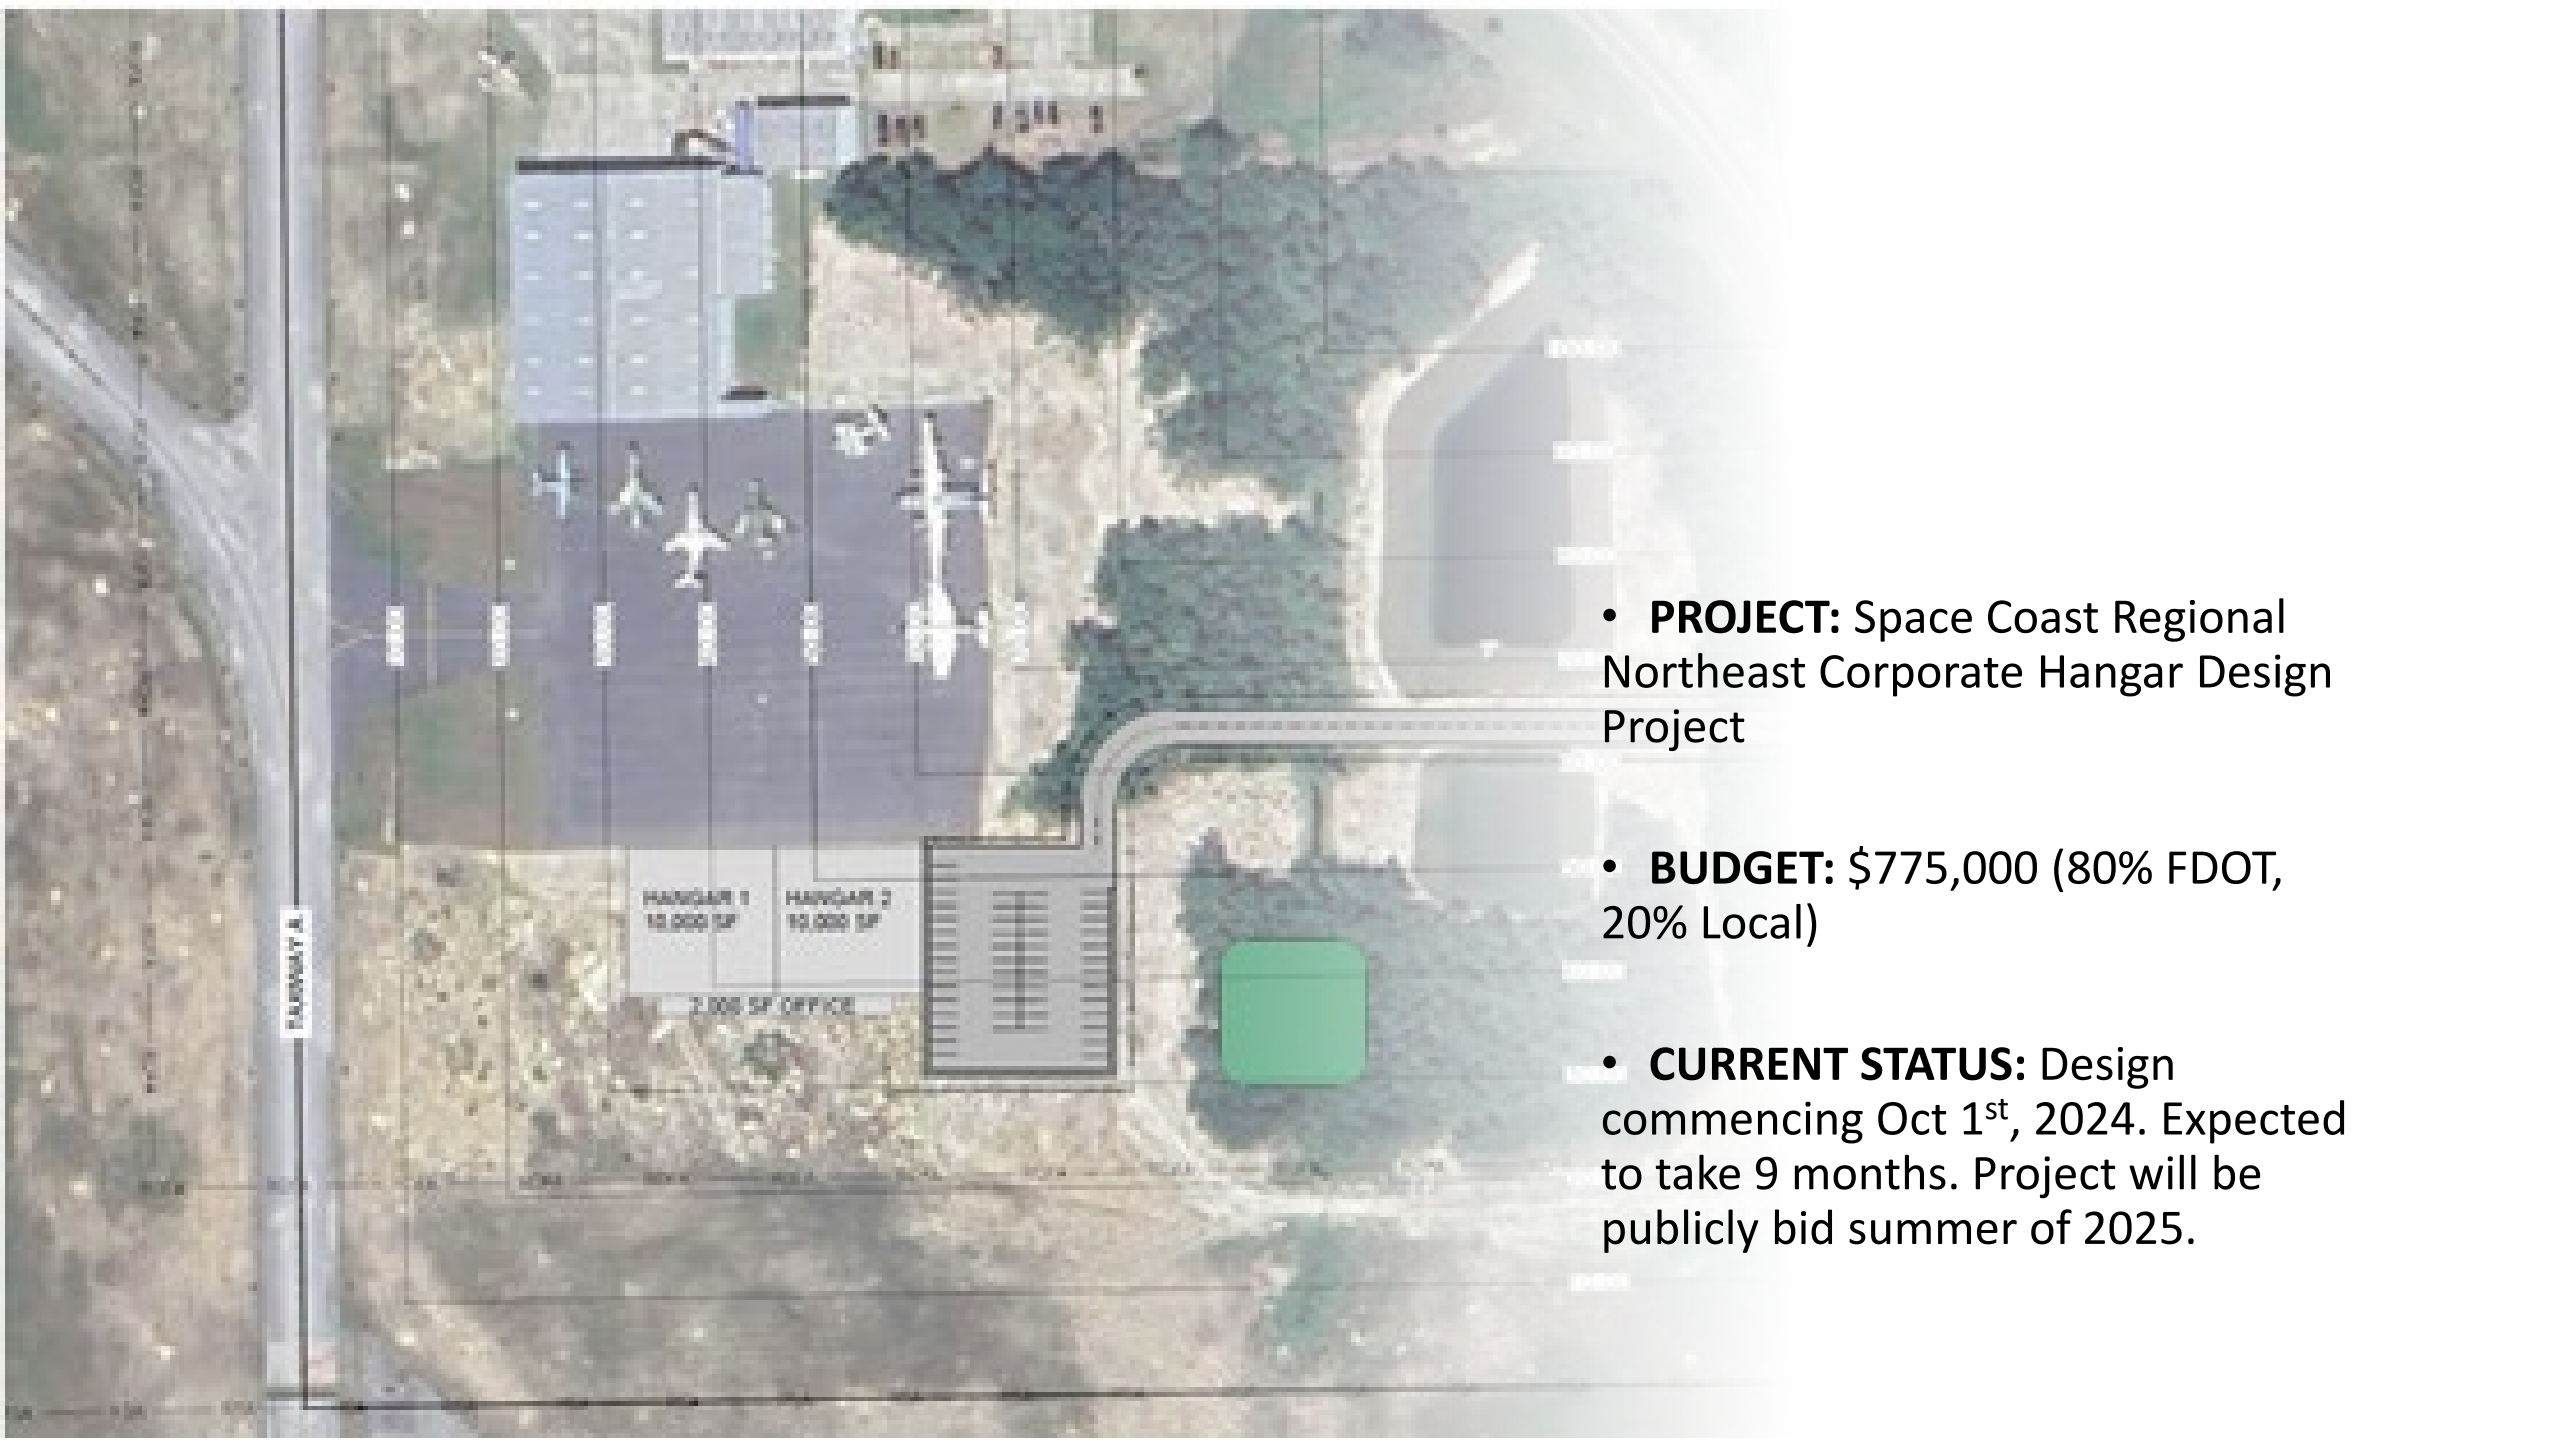 HANGAR 1
10,000 SF
HANGAR 2
10,000 SF
2,000 SF OFFICE
TAXIWAY A
• PROJECT: Space Coast Regional
Northeast Corporate Hangar Design
Project
• BUDGET: $775,000 (80% FDOT,
20% Local)
• CURRENT STATUS: Design
commencing Oct 1st, 2024. Expected
to take 9 months. Project will be
publicly bid summer of 2025.